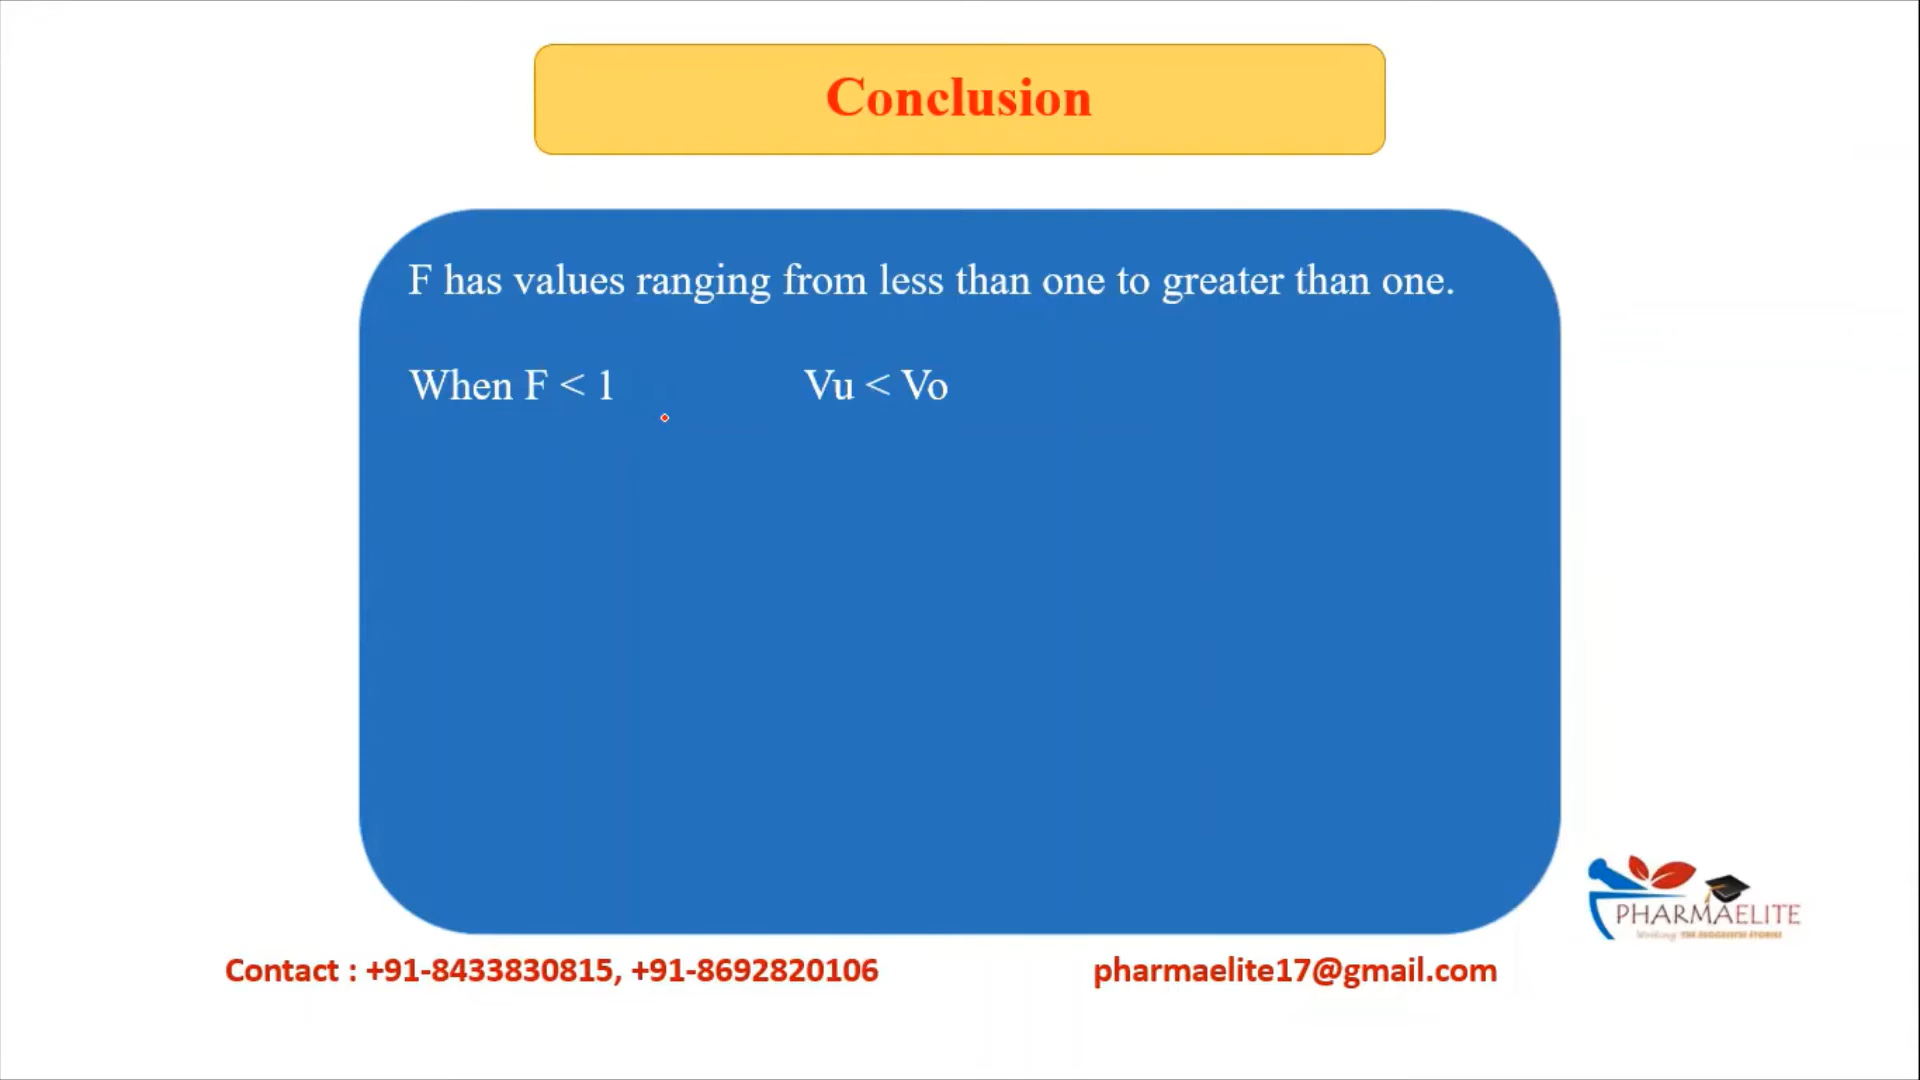 Conclusion
F has values ranging from less than one to greater than one.
When F < 1 Vu < Vo
PHARMAELITE
Contact : +91-8433830815, +91-8692820106 pharmaelite17@gmail.com